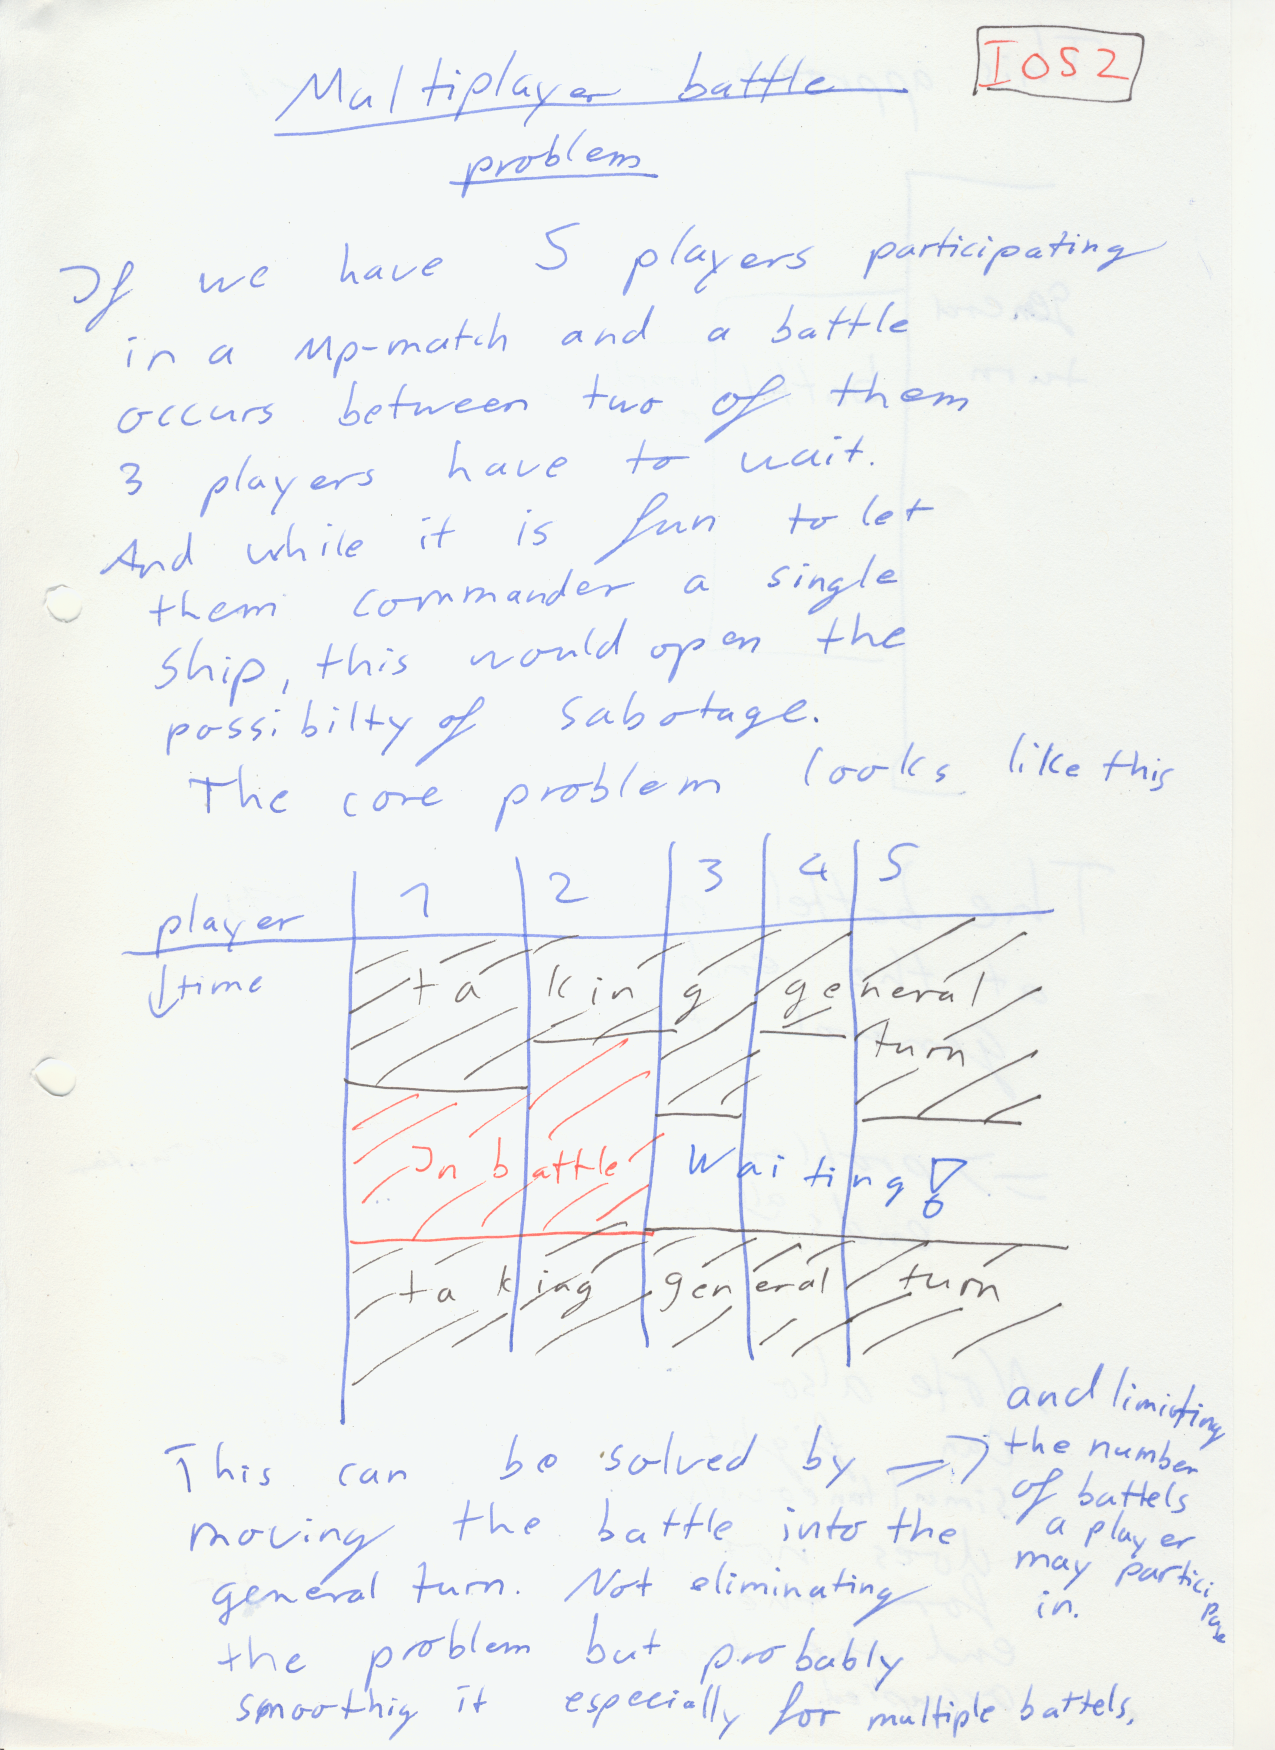 IOS2
Multiplayer battle
problem
If we have 5 players participating
in a Mp-match and a battle
occurs between two of them
3 players have to wait.
And while it is fun to let
them commander a single
ship, this would open the
possibilty of sabotage.
The core problem looks like this
player 1 2 3 4 5
↓time
taking general
turn
In battle Waiting!
taking general turn
This can be solved by =>
moving the battle into the
general turn. Not eliminating
the problem but probably
smoothig it especially for multiple battels.
and limiting
the number
of battels
a player
may partici
pate
in.